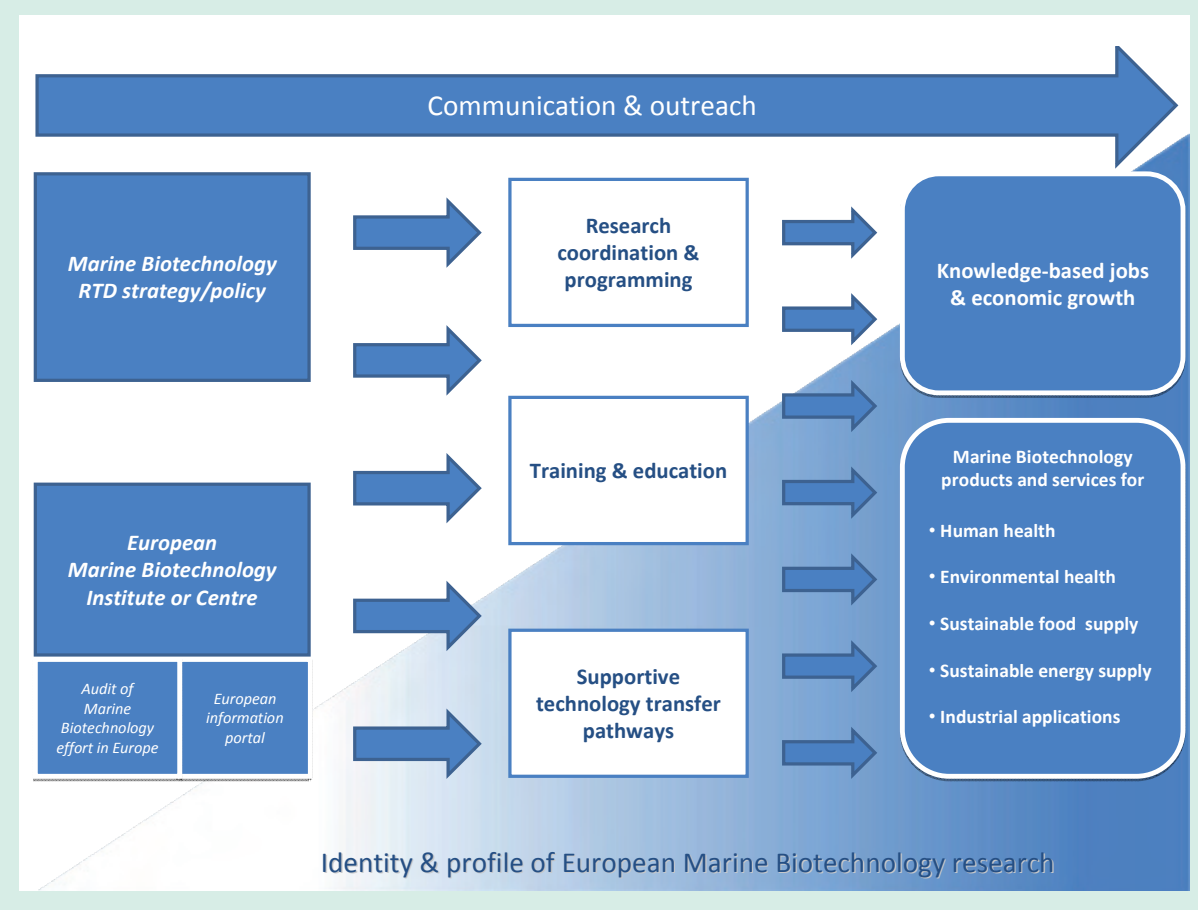 Communication & outreach
Marine Biotechnology
RTD strategy/policy
European
Marine Biotechnology
Institute or Centre
Audit of
Marine
Biotechnology
effort in Europe
European
information
portal
Research
coordination &
programming
Training & education
Supportive
technology transfer
pathways
Knowledge-based jobs
& economic growth
Marine Biotechnology
products and services for
• Human health
• Environmental health
• Sustainable food supply
• Sustainable energy supply
• Industrial applications
Identity & profile of European Marine Biotechnology research